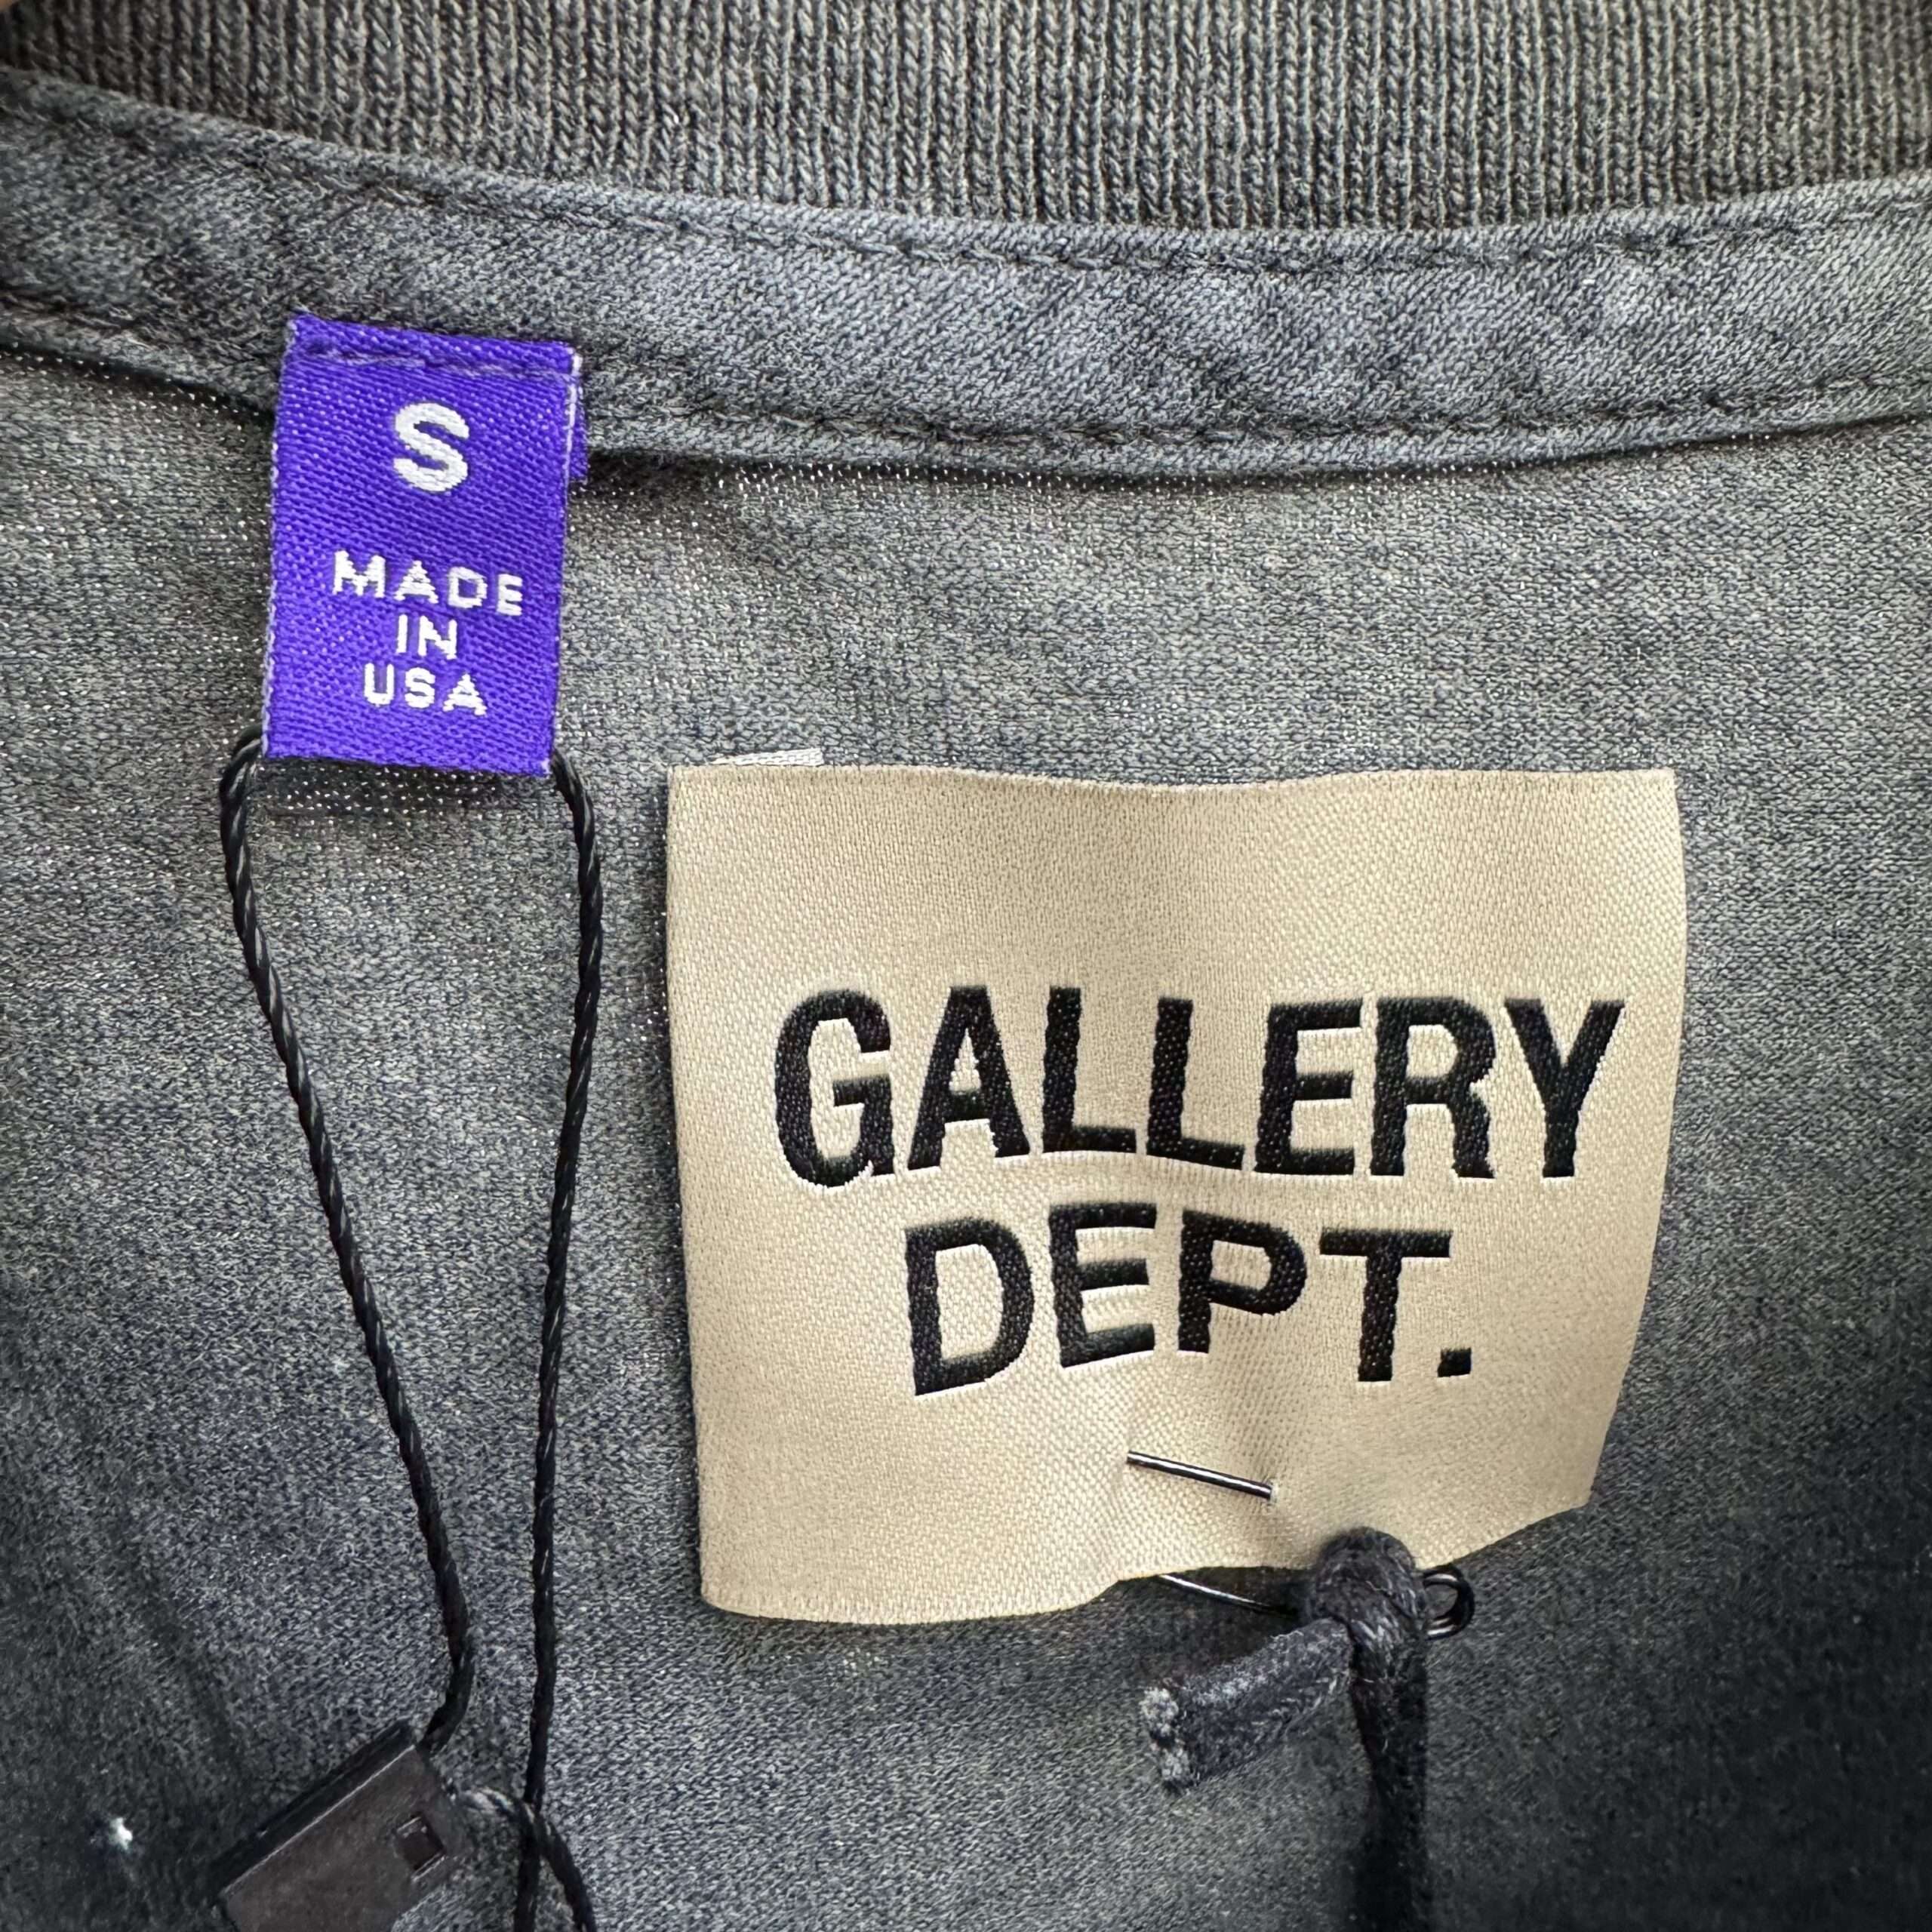 S
MADE
IN
USA
GALLERY
DEPT.